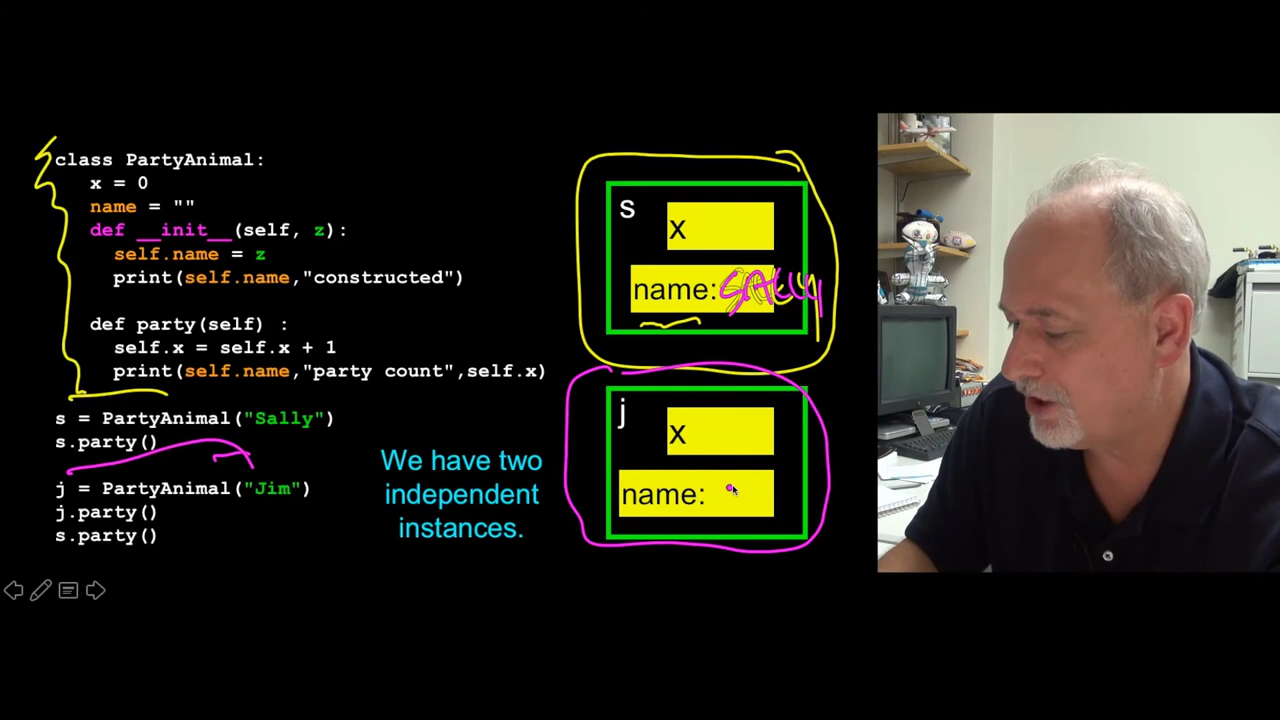 class PartyAnimal:
x = 0
name = ""
def __init__(self, z):
self.name = z
print(self.name,"constructed")
def party(self) :
self.x = self.x + 1
print(self.name,"party count",self.x)
s = PartyAnimal("Sally")
s.party()
j = PartyAnimal("Jim")
j.party()
s.party()
We have two
independent
instances.
s
x
name: SAlly
j
x
name: